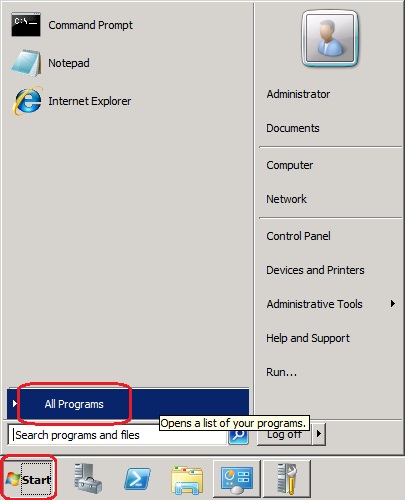 Command Prompt
Notepad
Internet Explorer
All Programs
Opens a list of your programs.
Search programs and files
Administrator
Documents
Computer
Network
Control Panel
Devices and Printers
Administrative Tools
Help and Support
Run...
Log off
Start